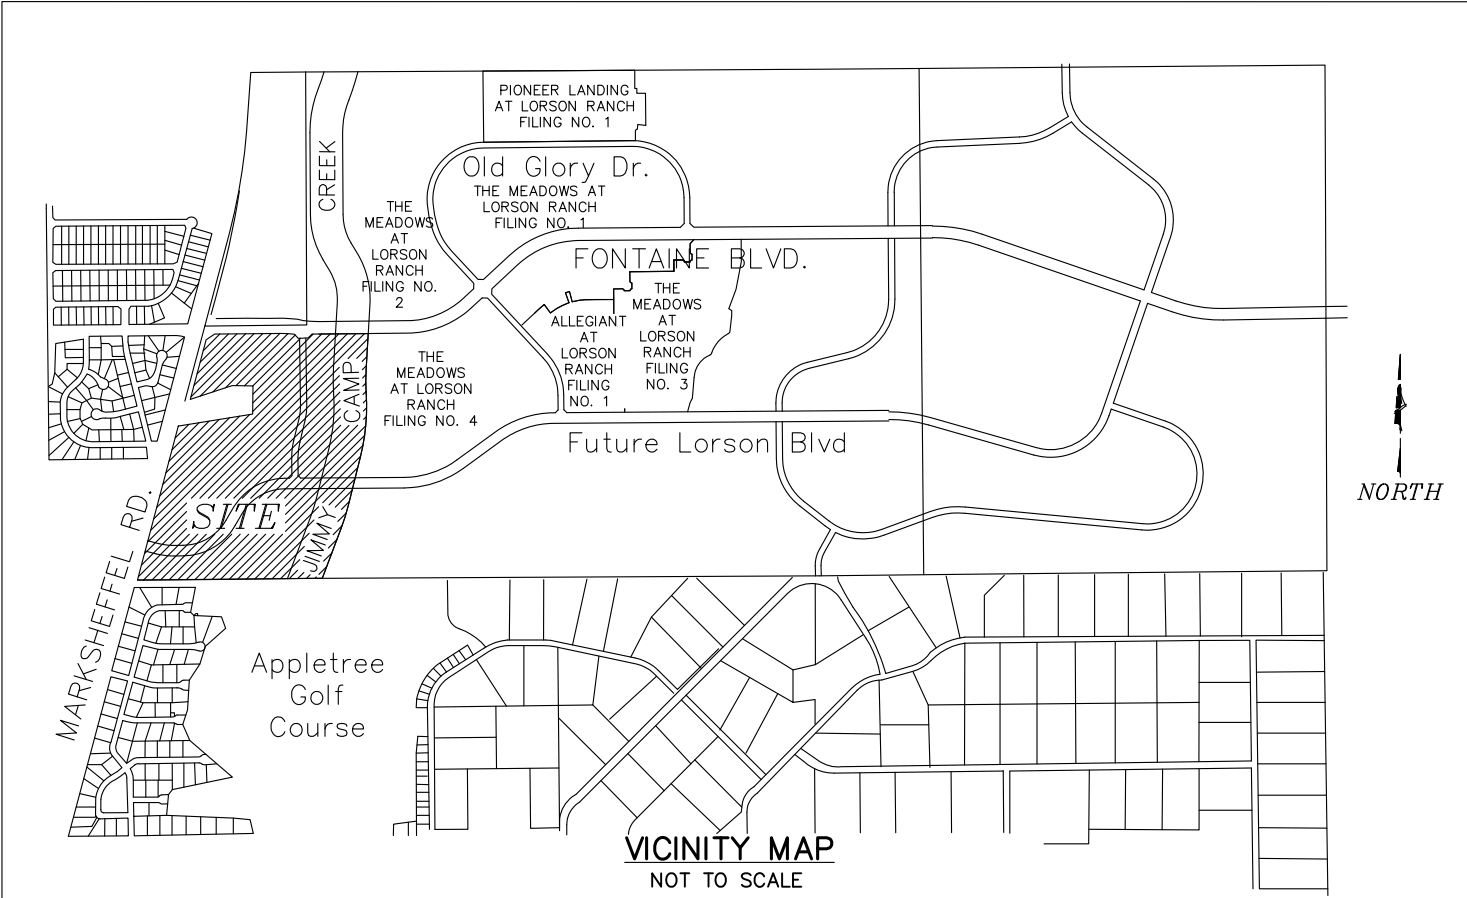 PIONEER LANDING
AT LORSON RANCH
FILING NO. 1
Old Glory Dr.
THE MEADOWS AT
LORSON RANCH
FILING NO. 1
CREEK
THE
MEADOWS
AT
LORSON
RANCH
FILING NO.
2
FONTAINE BLVD.
THE
MEADOWS
AT
LORSON
RANCH
FILING
NO. 3
ALLEGIANT
AT
LORSON
RANCH
FILING
NO. 1
THE
MEADOWS
AT LORSON
RANCH
FILING NO. 4
CAMP
Future Lorson Blvd
NORTH
SITE
JIMMY
MARKSHEFFEL RD.
Appletree
Golf
Course
VICINITY MAP
NOT TO SCALE